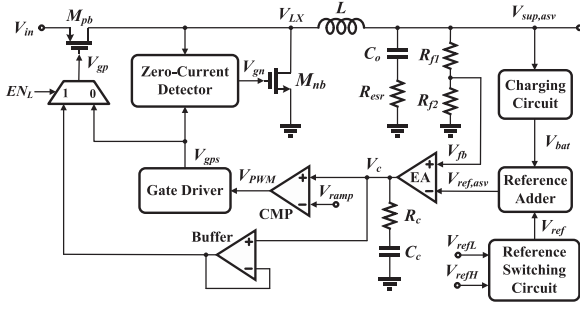 V_in
M_pb
V_gp
EN_L
1 0
Zero-Current
Detector
V_gn
V_LX
M_nb
L
C_o
R_esr
R_f1
R_f2
V_sup,asv
Charging
Circuit
V_bat
Reference
Adder
V_ref
V_refL
V_refH
Reference
Switching
Circuit
V_fb
V_ref,asv
EA
+
−
V_c
R_c
C_c
V_gps
Gate Driver
V_PWM
CMP
+
−
V_ramp
Buffer
+
−